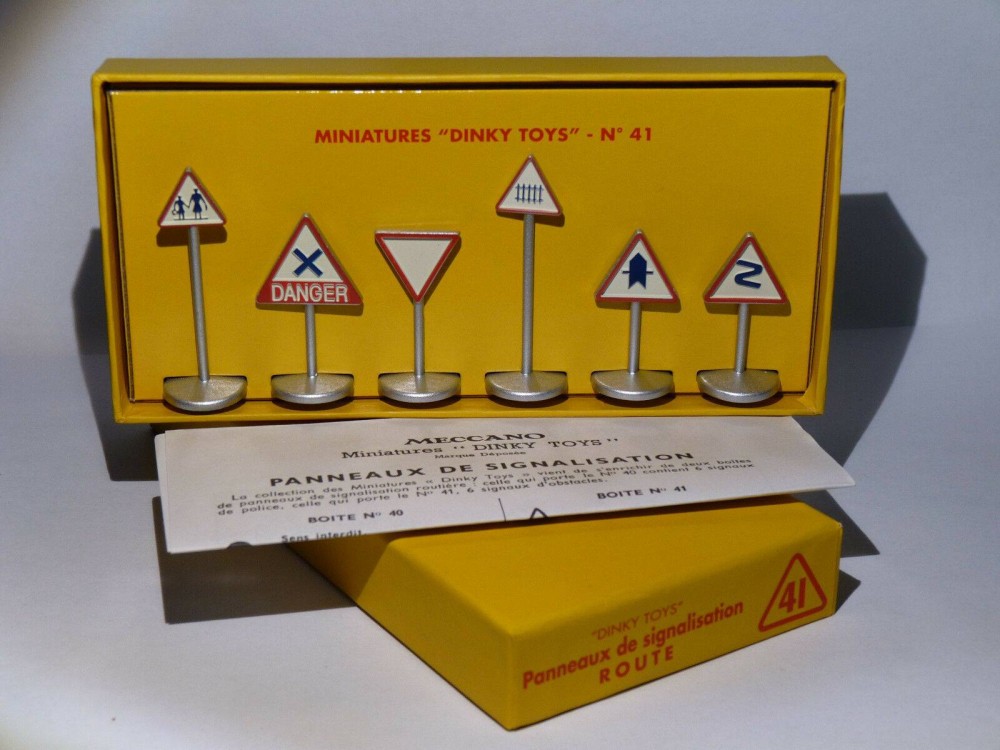 MINIATURES "DINKY TOYS" - N° 41
DANGER
MECCANO
Miniatures "DINKY TOYS"
Marque Déposée
PANNEAUX DE SIGNALISATION
La collection des Miniatures « Dinky Toys » vient de s'enrichir de deux boîtes
de panneaux de signalisation routière : celle qui porte le N° 40 contient 6 signaux
de police, celle qui porte le N° 41, 6 signaux d'obstacles.
BOITE N° 40
BOITE N° 41
Sens interdit
"DINKY TOYS"
Panneaux de signalisation
ROUTE
41